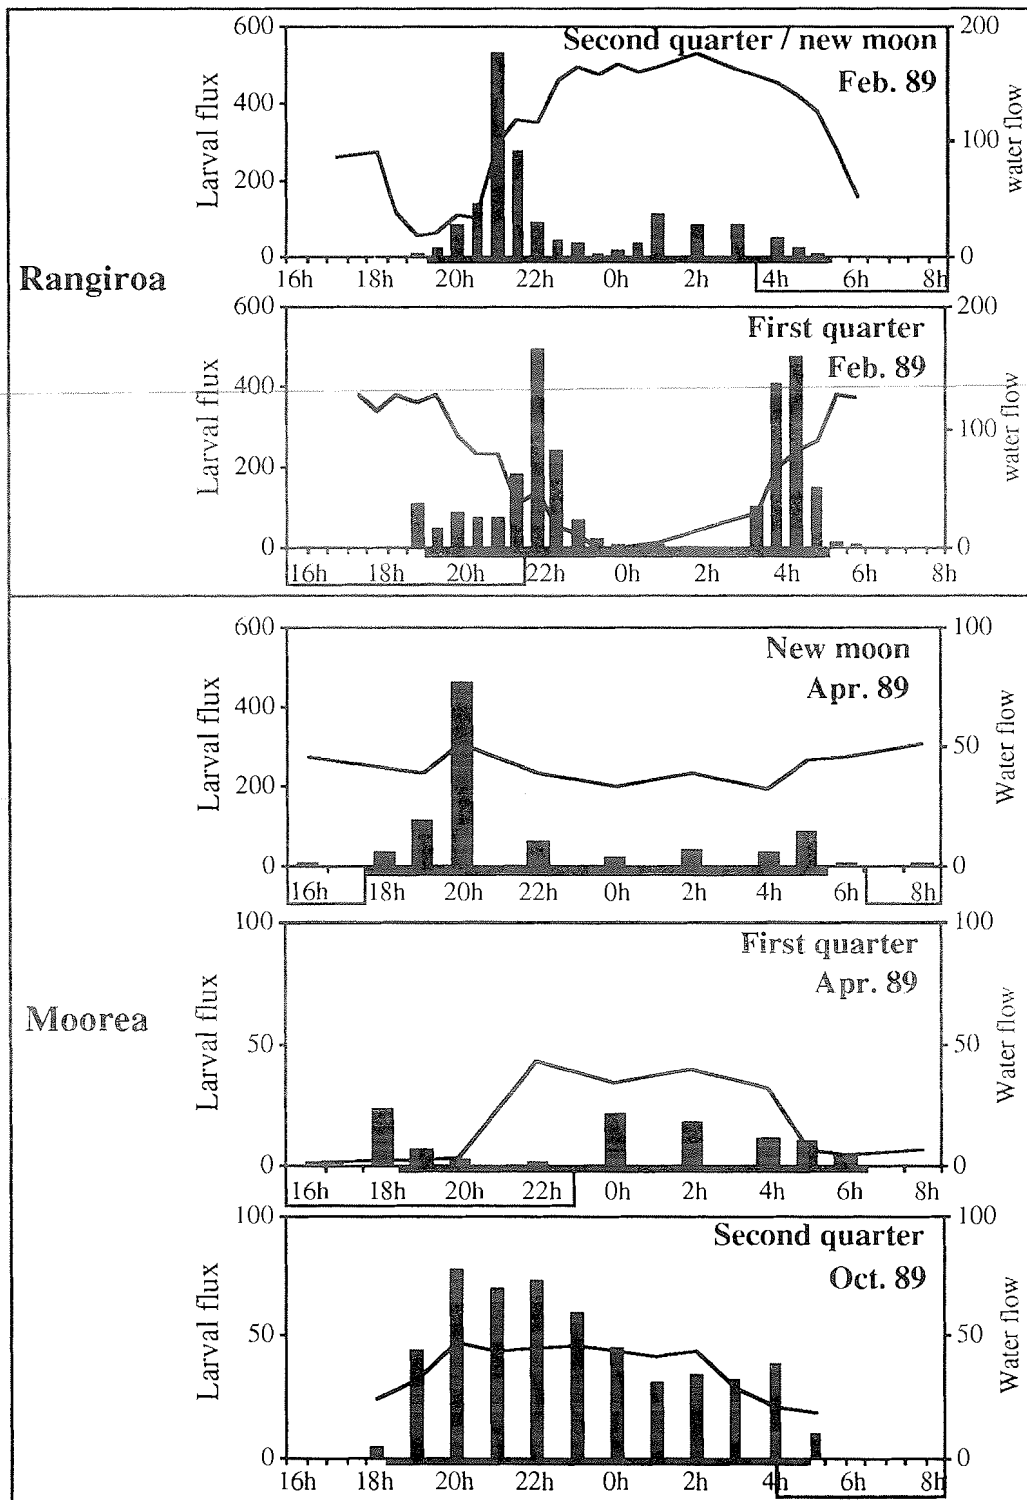 Rangiroa
600
400
200
0
Larval flux
Second quarter / new moon
Feb. 89
200
100
0
water flow
16h 18h 20h 22h 0h 2h 4h 6h 8h
600
400
200
0
Larval flux
First quarter
Feb. 89
200
100
0
water flow
16h 18h 20h 22h 0h 2h 4h 6h 8h
Moorea
600
400
200
0
Larval flux
New moon
Apr. 89
100
50
0
Water flow
16h 18h 20h 22h 0h 2h 4h 6h 8h
100
50
0
Larval flux
First quarter
Apr. 89
100
50
0
Water flow
16h 18h 20h 22h 0h 2h 4h 6h 8h
100
50
0
Larval flux
Second quarter
Oct. 89
100
50
0
Water flow
16h 18h 20h 22h 0h 2h 4h 6h 8h